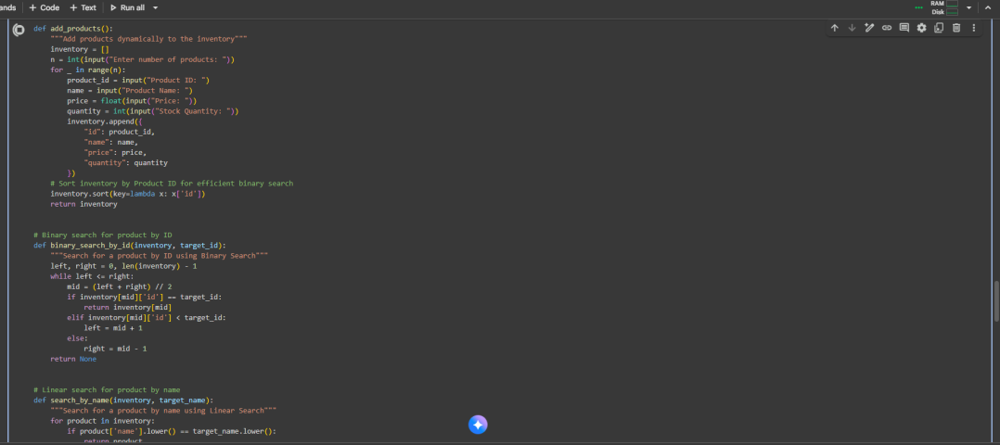 ands + Code + Text ▷ Run all
RAM
Disk
def add_products():
    """Add products dynamically to the inventory"""
    inventory = []
    n = int(input("Enter number of products: "))
    for _ in range(n):
        product_id = input("Product ID: ")
        name = input("Product Name: ")
        price = float(input("Price: "))
        quantity = int(input("Stock Quantity: "))
        inventory.append({
            "id": product_id,
            "name": name,
            "price": price,
            "quantity": quantity
        })
    # Sort inventory by Product ID for efficient binary search
    inventory.sort(key=lambda x: x['id'])
    return inventory
# Binary search for product by ID
def binary_search_by_id(inventory, target_id):
    """Search for a product by ID using Binary Search"""
    left, right = 0, len(inventory) - 1
    while left <= right:
        mid = (left + right) // 2
        if inventory[mid]['id'] == target_id:
            return inventory[mid]
        elif inventory[mid]['id'] < target_id:
            left = mid + 1
        else:
            right = mid - 1
    return None
# Linear search for product by name
def search_by_name(inventory, target_name):
    """Search for a product by name using Linear Search"""
    for product in inventory:
        if product['name'].lower() == target_name.lower():
            return product